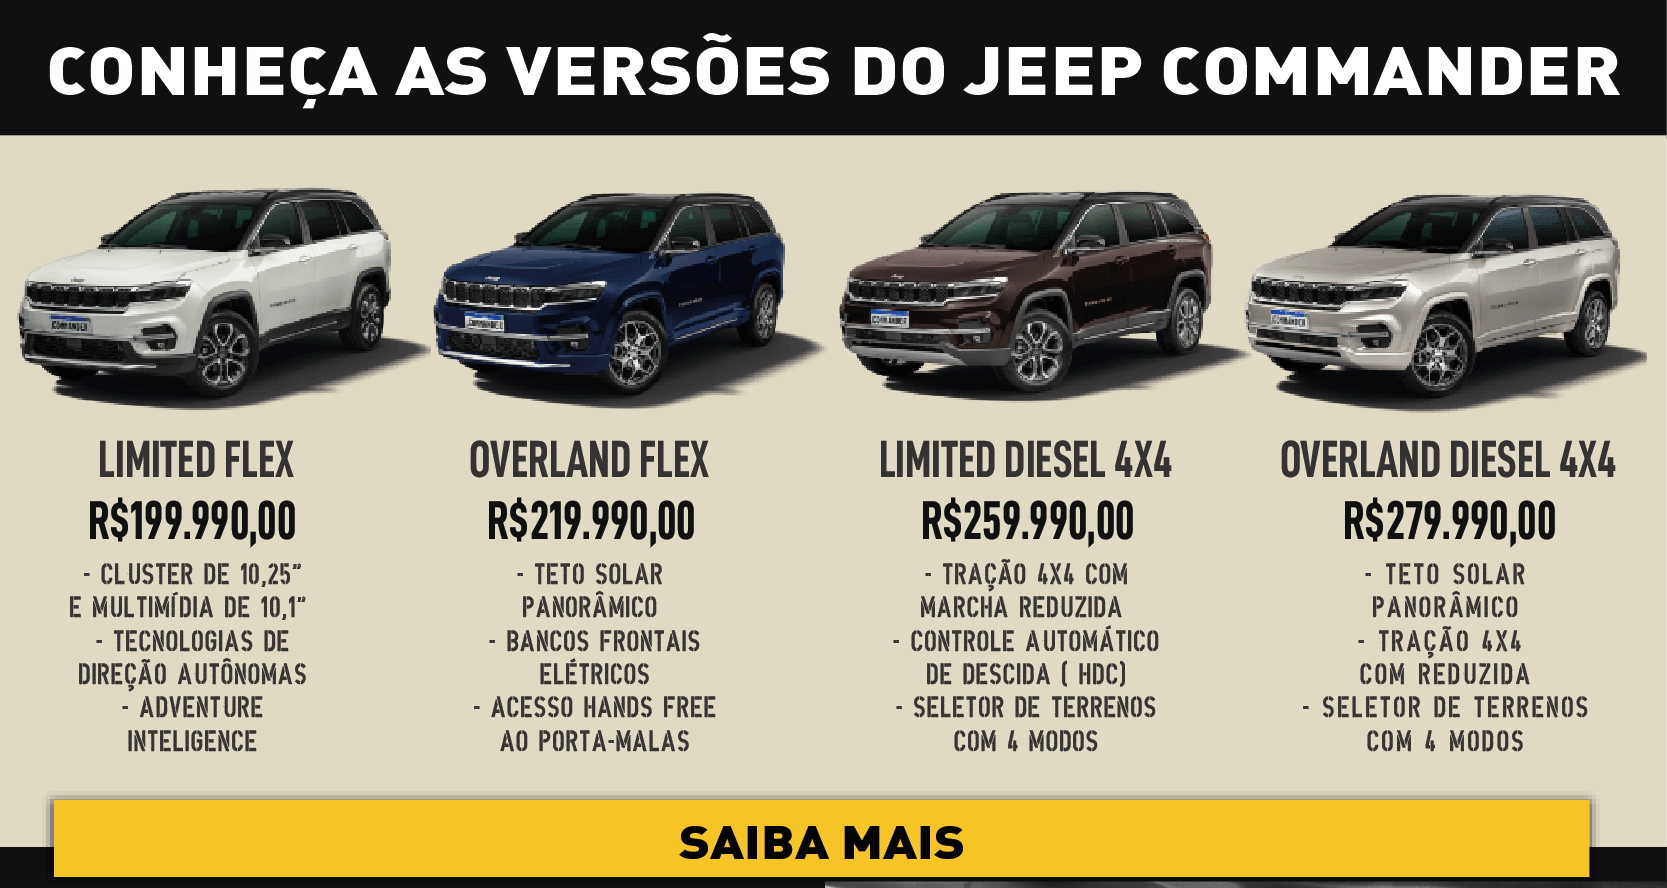 CONHEÇA AS VERSÕES DO JEEP COMMANDER
COMMANDER
COMMANDER
COMMANDER
COMMANDER
LIMITED FLEX
R$199.990,00
- CLUSTER DE 10,25”
E MULTIMÍDIA DE 10,1”
- TECNOLOGIAS DE
DIREÇÃO AUTÔNOMAS
- ADVENTURE
INTELIGENCE
OVERLAND FLEX
R$219.990,00
- TETO SOLAR
PANORÂMICO
- BANCOS FRONTAIS
ELÉTRICOS
- ACESSO HANDS FREE
AO PORTA-MALAS
LIMITED DIESEL 4X4
R$259.990,00
- TRAÇÃO 4X4 COM
MARCHA REDUZIDA
- CONTROLE AUTOMÁTICO
DE DESCIDA ( HDC)
- SELETOR DE TERRENOS
COM 4 MODOS
OVERLAND DIESEL 4X4
R$279.990,00
- TETO SOLAR
PANORÂMICO
- TRAÇÃO 4X4
COM REDUZIDA
- SELETOR DE TERRENOS
COM 4 MODOS
SAIBA MAIS